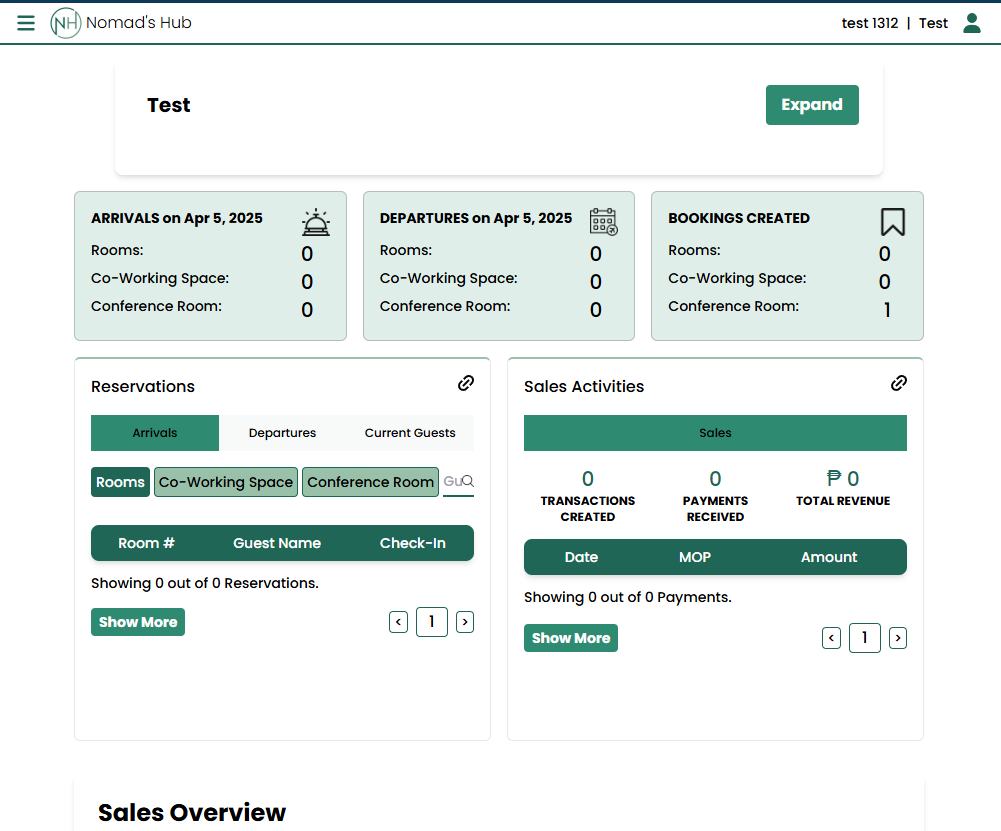 NH Nomad's Hub
test 1312 | Test
Test
Expand
ARRIVALS on Apr 5, 2025
Rooms: 0
Co-Working Space: 0
Conference Room: 0
DEPARTURES on Apr 5, 2025
Rooms: 0
Co-Working Space: 0
Conference Room: 0
BOOKINGS CREATED
Rooms: 0
Co-Working Space: 0
Conference Room: 1
Reservations
Arrivals Departures Current Guests
Rooms Co-Working Space Conference Room Gu
Room # Guest Name Check-In
Showing 0 out of 0 Reservations.
Show More < 1 >
Sales Activities
Sales
0 0 ₱ 0
TRANSACTIONS PAYMENTS TOTAL REVENUE
CREATED RECEIVED
Date MOP Amount
Showing 0 out of 0 Payments.
Show More < 1 >
Sales Overview